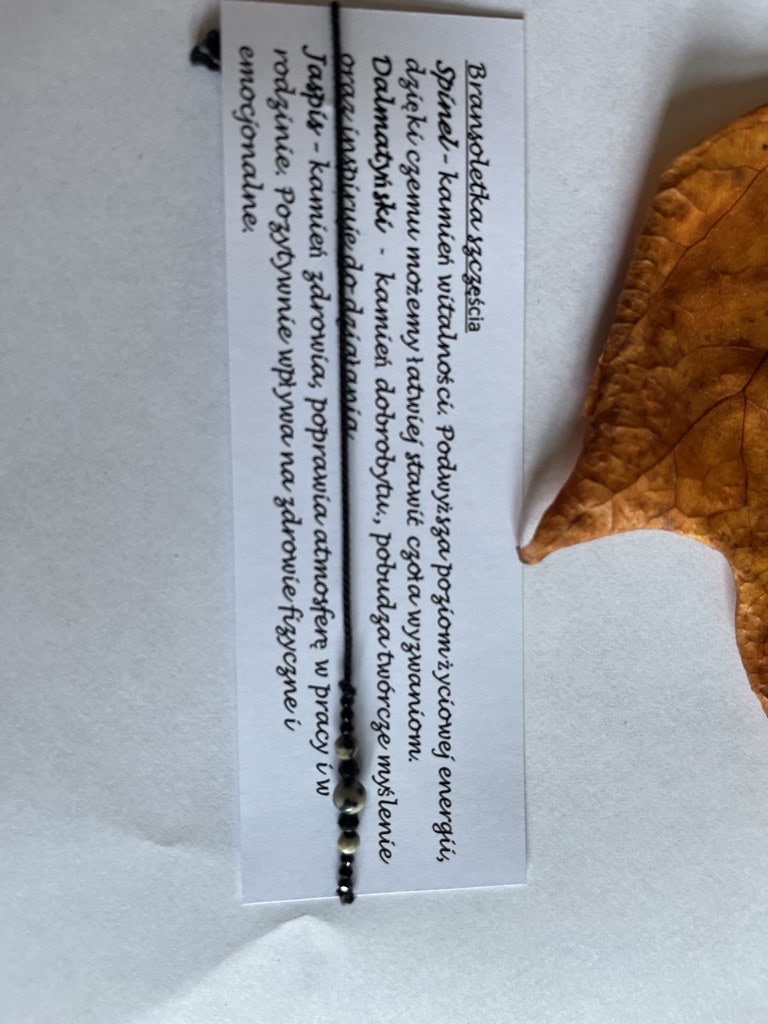 Bransoletka szczęścia
Spinel - kamień witalności. Podwyższa poziom życiowej energii,
dzięki czemu możemy łatwiej stawić czoła wyzwaniom.
Dalmatyński - kamień dobrobytu., pobudza twórcze myślenie
oraz inspiruje do działania
Jaspis - kamień zdrowia, poprawia atmosferę w pracy i w
rodzinie. Pozytywnie wpływa na zdrowie fizyczne i
emocjonalne.